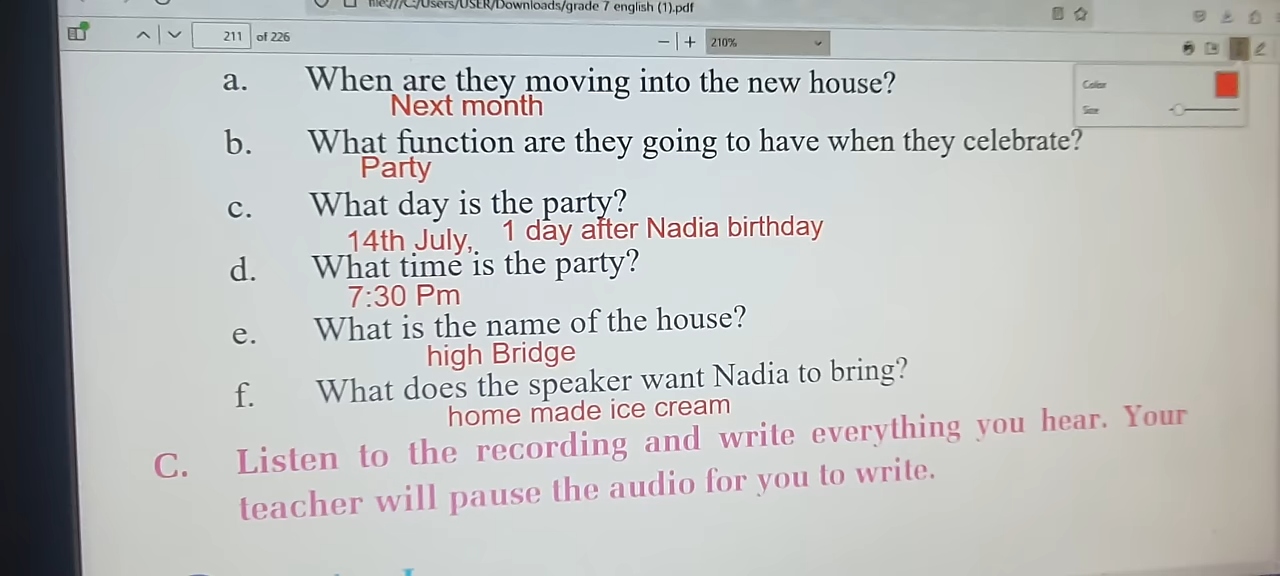 file:///C:/Users/USER/Downloads/grade 7 english (1).pdf
211 of 226
210%
Color
Size
a. When are they moving into the new house?
Next month
b. What function are they going to have when they celebrate?
Party
c. What day is the party?
14th July, 1 day after Nadia birthday
d. What time is the party?
7:30 Pm
e. What is the name of the house?
high Bridge
f. What does the speaker want Nadia to bring?
home made ice cream
C. Listen to the recording and write everything you hear. Your
teacher will pause the audio for you to write.